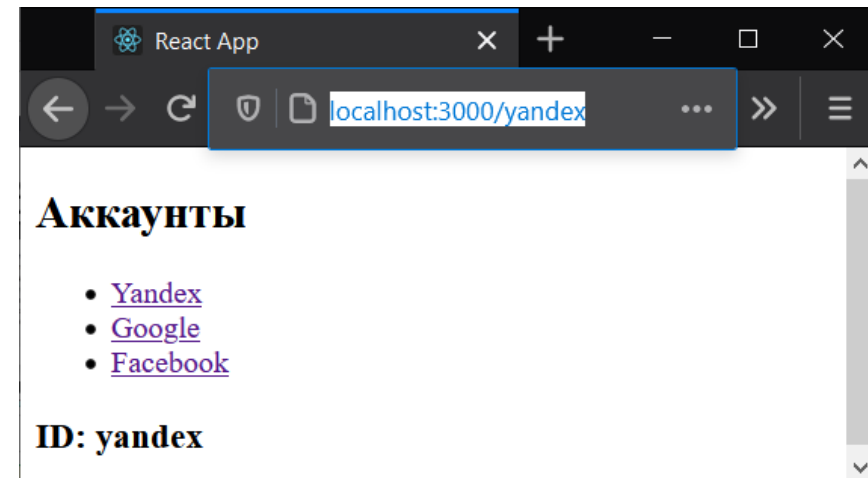 React App
localhost:3000/yandex
Аккаунты
Yandex
Google
Facebook
ID: yandex